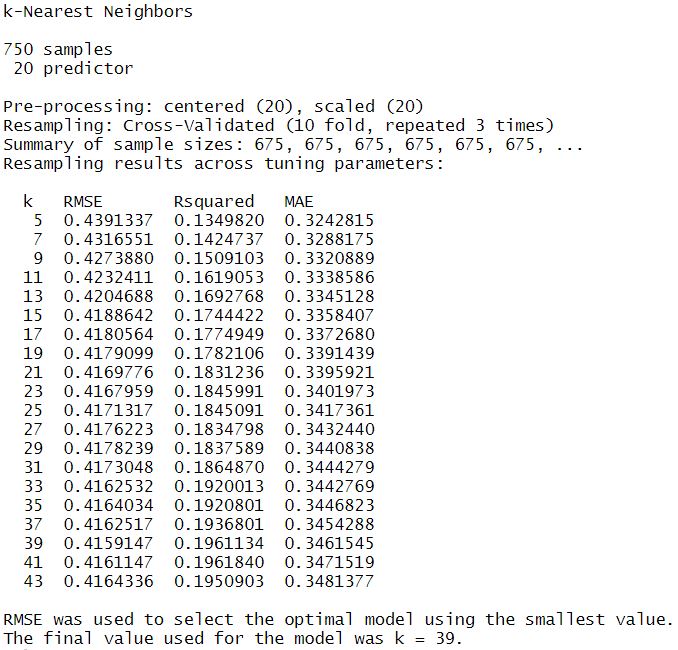 k-Nearest Neighbors
750 samples
20 predictor
Pre-processing: centered (20), scaled (20)
Resampling: Cross-Validated (10 fold, repeated 3 times)
Summary of sample sizes: 675, 675, 675, 675, 675, 675, ...
Resampling results across tuning parameters:
k RMSE Rsquared MAE
5 0.4391337 0.1349820 0.3242815
7 0.4316551 0.1424737 0.3288175
9 0.4273880 0.1509103 0.3320889
11 0.4232411 0.1619053 0.3338586
13 0.4204688 0.1692768 0.3345128
15 0.4188642 0.1744422 0.3358407
17 0.4180564 0.1774949 0.3372680
19 0.4179099 0.1782106 0.3391439
21 0.4169776 0.1831236 0.3395921
23 0.4167959 0.1845991 0.3401973
25 0.4171317 0.1845091 0.3417361
27 0.4176223 0.1834798 0.3432440
29 0.4178239 0.1837589 0.3440838
31 0.4173048 0.1864870 0.3444279
33 0.4162532 0.1920013 0.3442769
35 0.4164034 0.1920801 0.3446823
37 0.4162517 0.1936801 0.3454288
39 0.4159147 0.1961134 0.3461545
41 0.4161147 0.1961840 0.3471519
43 0.4164336 0.1950903 0.3481377
RMSE was used to select the optimal model using the smallest value.
The final value used for the model was k = 39.